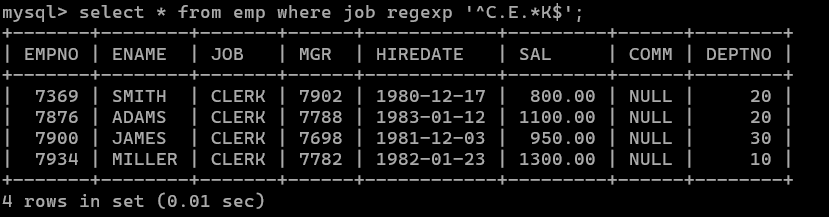 mysql> select * from emp where job regexp '^C.E.*K$';
+-------+--------+-------+------+------------+---------+------+--------+
| EMPNO | ENAME  | JOB   | MGR  | HIREDATE   | SAL     | COMM | DEPTNO |
+-------+--------+-------+------+------------+---------+------+--------+
|  7369 | SMITH  | CLERK | 7902 | 1980-12-17 |  800.00 | NULL |     20 |
|  7876 | ADAMS  | CLERK | 7788 | 1983-01-12 | 1100.00 | NULL |     20 |
|  7900 | JAMES  | CLERK | 7698 | 1981-12-03 |  950.00 | NULL |     30 |
|  7934 | MILLER | CLERK | 7782 | 1982-01-23 | 1300.00 | NULL |     10 |
+-------+--------+-------+------+------------+---------+------+--------+
4 rows in set (0.01 sec)